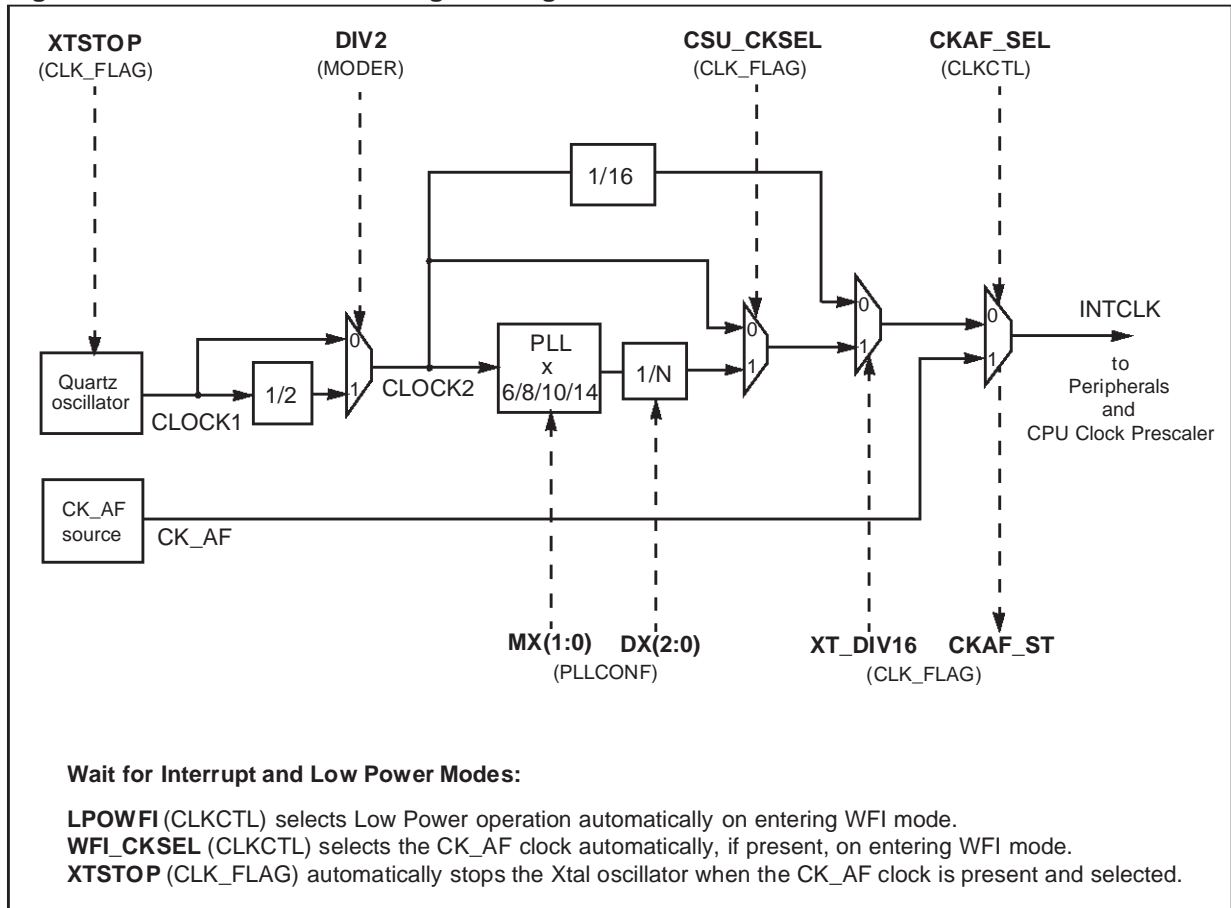 XTSTOP
(CLK_FLAG)
DIV2
(MODER)
CSU_CKSEL
(CLK_FLAG)
CKAF_SEL
(CLKCTL)
1/16
Quartz
oscillator
CLOCK1
1/2
0
1
CLOCK2
PLL
x
6/8/10/14
1/N
0
1
0
1
0
1
INTCLK
to
Peripherals
and
CPU Clock Prescaler
CK_AF
source
CK_AF
MX(1:0)
DX(2:0)
(PLLCONF)
XT_DIV16
CKAF_ST
(CLK_FLAG)
Wait for Interrupt and Low Power Modes:
LPOWFI (CLKCTL) selects Low Power operation automatically on entering WFI mode.
WFI_CKSEL (CLKCTL) selects the CK_AF clock automatically, if present, on entering WFI mode.
XTSTOP (CLK_FLAG) automatically stops the Xtal oscillator when the CK_AF clock is present and selected.